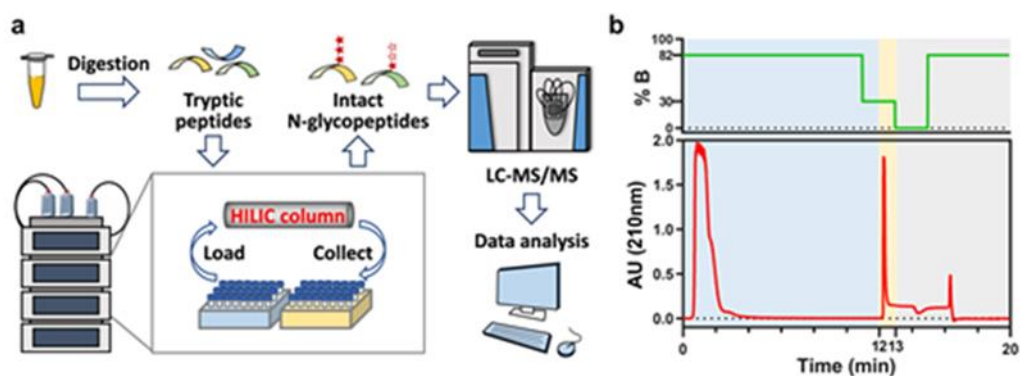 a
Digestion
Tryptic
peptides
Intact
N-glycopeptides
LC-MS/MS
HILIC column
Load
Collect
Data analysis
b
100
82
30
0
% B
2.0
1.5
1.0
0.5
0.0
AU (210nm)
0
12 13
20
Time (min)